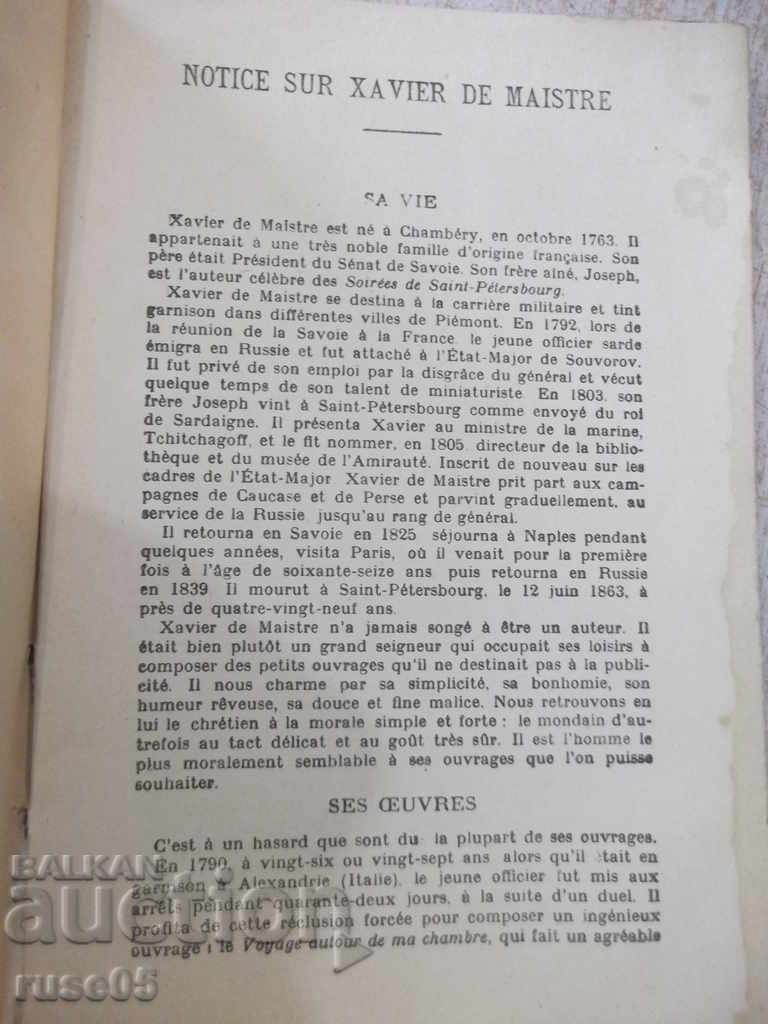 NOTICE SUR XAVIER DE MAISTRE
SA VIE
Xavier de Maistre est né à Chambéry, en octobre 1763. Il
appartenait à une très noble famille d'origine française. Son
père était Président du Sénat de Savoie. Son frère aîné, Joseph,
est l'auteur célèbre des Soirées de Saint-Pétersbourg.
Xavier de Maistre se destina à la carrière militaire et tint
garnison dans différentes villes de Piémont. En 1792, lors de
la réunion de la Savoie à la France, le jeune officier sarde
émigra en Russie et fut attaché à l'État-Major de Souvorov.
Il fut privé de son emploi par la disgrâce du général et vécut
quelque temps de son talent de miniaturiste. En 1803, son
frère Joseph vint à Saint-Pétersbourg comme envoyé du roi
de Sardaigne. Il présenta Xavier au ministre de la marine,
Tchitchagoff, et le fit nommer, en 1805, directeur de la biblio-
thèque et du musée de l'Amirauté. Inscrit de nouveau sur les
cadres de l'État-Major Xavier de Maistre prit part aux cam-
pagnes de Caucase et de Perse et parvint graduellement, au
service de la Russie jusqu'au rang de général.
Il retourna en Savoie en 1825 séjourna à Naples pendant
quelques années, visita Paris, où il venait pour la première
fois à l'âge de soixante-seize ans puis retourna en Russie
en 1839. Il mourut à Saint-Pétersbourg, le 12 juin 1863, à
près de quatre-vingt-neuf ans.
Xavier de Maistre n'a jamais songé à être un auteur. Il
était bien plutôt un grand seigneur qui occupait ses loisirs à
composer des petits ouvrages qu'il ne destinait pas à la publi-
cité. Il nous charme par sa simplicité, sa bonhomie, son
humeur rêveuse, sa douce et fine malice. Nous retrouvons en
lui le chrétien à la morale simple et forte : le mondain d'au-
trefois au tact délicat et au goût très sûr. Il est l'homme le
plus moralement semblable à ses ouvrages que l'on puisse
souhaiter.
SES ŒUVRES
C'est à un hasard que sont du la plupart de ses ouvrages.
En 1790, à vingt-six ou vingt-sept ans alors qu'il était en
garnison à Alexandrie (Italie), le jeune officier fut mis aux
arrêts pendant quarante-deux jours, à la suite d'un duel. Il
profita de cette réclusion forcée pour composer un ingénieux
ouvrage : le Voyage autour de ma chambre, qui fait un agréable
BALKAN
auction
ruse05